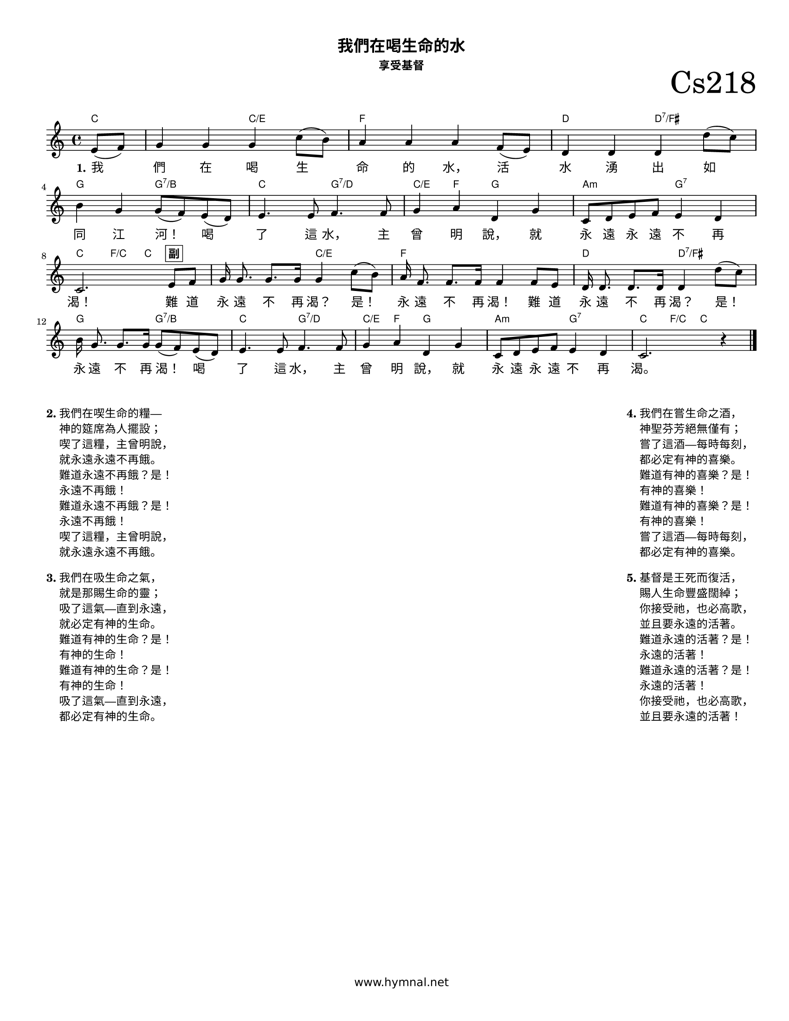 我們在喝生命的水
享受基督
Cs218
C C/E F D D7/F♯
1. 我 們 在 喝 生 命 的 水， 活 水 湧 出 如
4 G G7/B C G7/D C/E F G Am G7
同 江 河！ 喝 了 這水， 主 曾 明 說， 就 永 遠 永 遠 不 再
8 C F/C C 副 C/E F D D7/F♯
渴！ 難 道 永遠 不 再渴？ 是！ 永遠 不 再渴！ 難 道 永遠 不 再渴？ 是！
12 G G7/B C G7/D C/E F G Am G7 C F/C C
永遠 不 再渴！ 喝 了 這水， 主 曾 明 說， 就 永 遠 永 遠 不 再 渴。
2. 我們在喫生命的糧—
神的筵席為人擺設；
喫了這糧，主曾明說，
就永遠永遠不再餓。
難道永遠不再餓？是！
永遠不再餓！
難道永遠不再餓？是！
永遠不再餓！
喫了這糧，主曾明說，
就永遠永遠不再餓。
3. 我們在吸生命之氣，
就是那賜生命的靈；
吸了這氣—直到永遠，
就必定有神的生命。
難道有神的生命？是！
有神的生命！
難道有神的生命？是！
有神的生命！
吸了這氣—直到永遠，
都必定有神的生命。
4. 我們在嘗生命之酒，
神聖芬芳絕無僅有；
嘗了這酒—每時每刻，
都必定有神的喜樂。
難道有神的喜樂？是！
有神的喜樂！
難道有神的喜樂？是！
有神的喜樂！
嘗了這酒—每時每刻，
都必定有神的喜樂。
5. 基督是王死而復活，
賜人生命豐盛闊綽；
你接受祂，也必高歌，
並且要永遠的活著。
難道永遠的活著？是！
永遠的活著！
難道永遠的活著？是！
永遠的活著！
你接受祂，也必高歌，
並且要永遠的活著！
www.hymnal.net